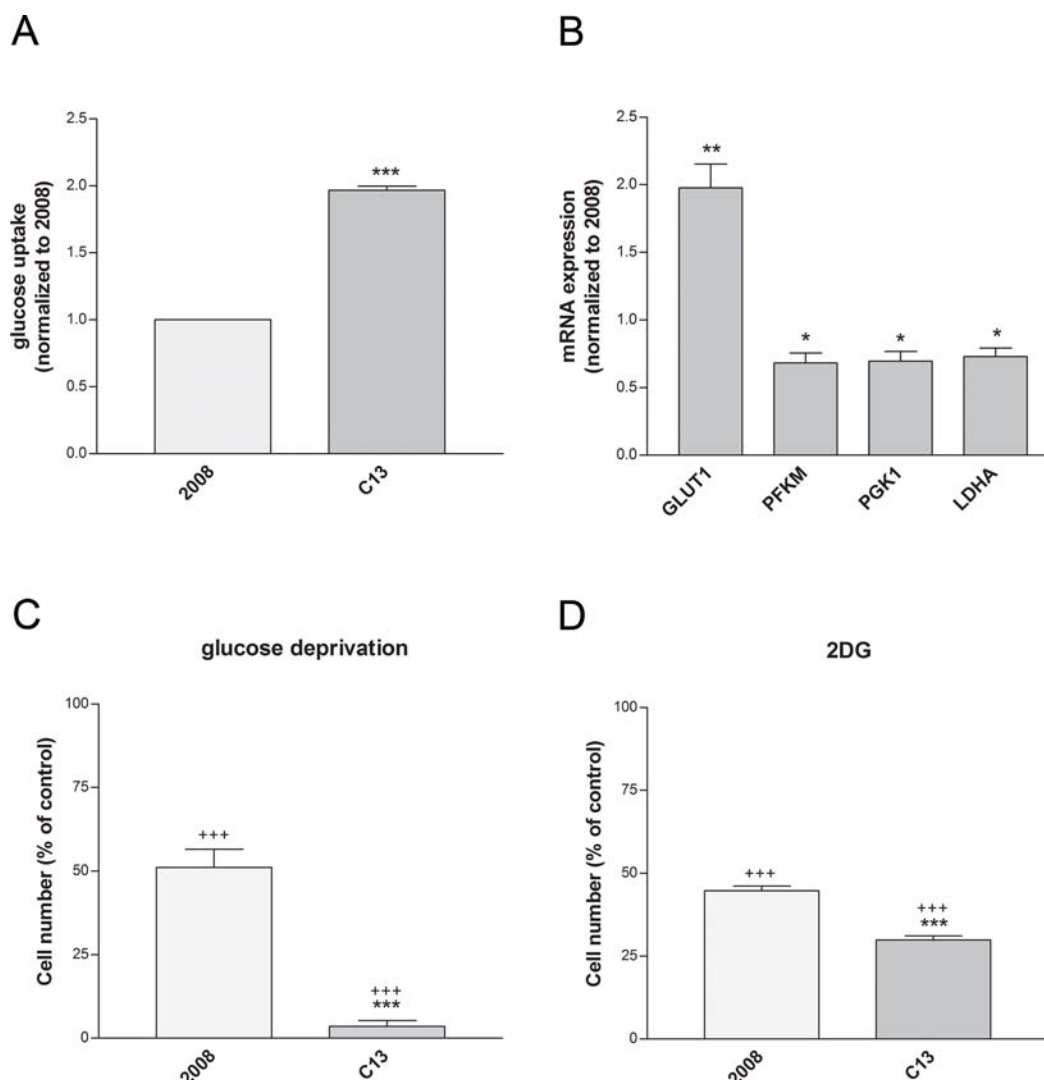 A
glucose uptake
(normalized to 2008)
2.5
2.0
1.5
1.0
0.5
0.0
***
2008
C13
B
mRNA expression
(normalized to 2008)
2.5
2.0
1.5
1.0
0.5
0.0
**
*
*
*
GLUT1
PFKM
PGK1
LDHA
C
glucose deprivation
Cell number (% of control)
100
75
50
25
0
+++
+++
***
2008
C13
D
2DG
Cell number (% of control)
100
75
50
25
0
+++
+++
***
2008
C13